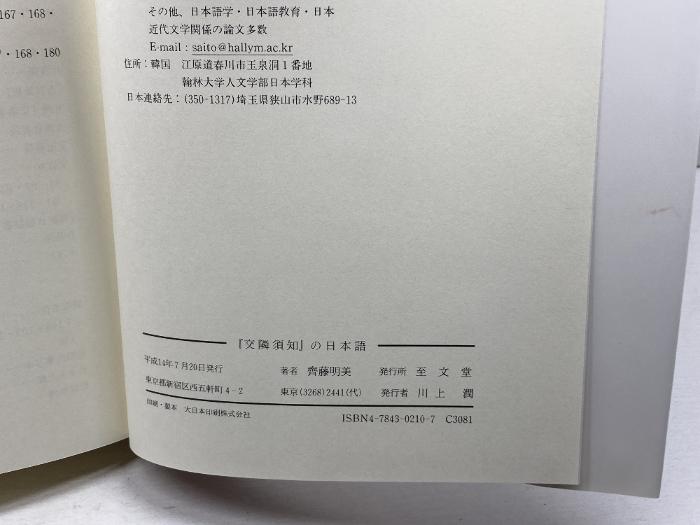 167・168・
・168・180
その他、日本語学・日本語教育・日本
近代文学関係の論文多数
E-mail : saito@hallym.ac.kr
住所：韓国 江原道春川市玉泉洞1番地
翰林大学人文学部日本学科
日本連絡先：(350-1317)埼玉県狭山市水野689-13
『交隣須知』の日本語
平成14年7月20日発行 著者 齊藤明美 発行所 至文堂
東京都新宿区西五軒町4-2 東京(3268)2441(代) 発行者 川上潤
印刷・製本 大日本印刷株式会社
ISBN4-7843-0210-7 C3081